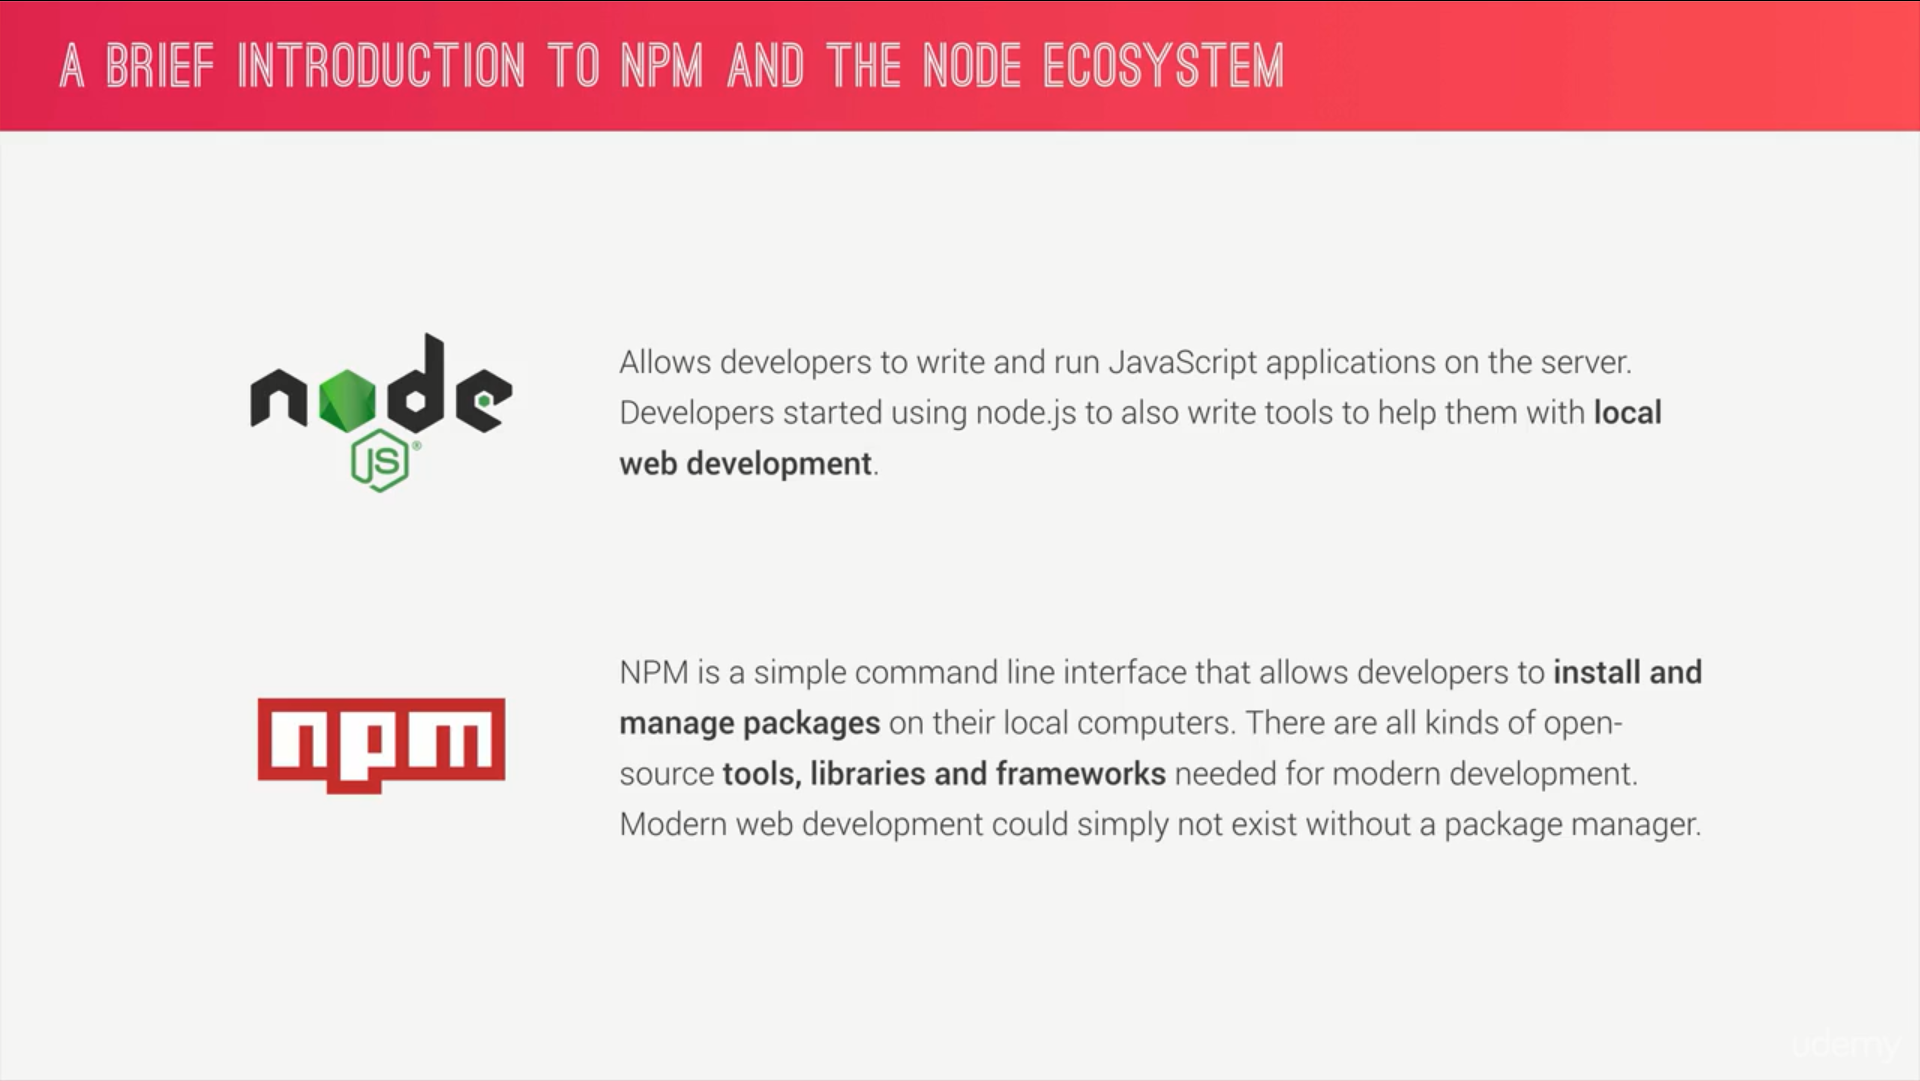 A BRIEF INTRODUCTION TO NPM AND THE NODE ECOSYSTEM
node
JS®
Allows developers to write and run JavaScript applications on the server.
Developers started using node.js to also write tools to help them with local
web development.
npm
NPM is a simple command line interface that allows developers to install and
manage packages on their local computers. There are all kinds of open-
source tools, libraries and frameworks needed for modern development.
Modern web development could simply not exist without a package manager.
udemy